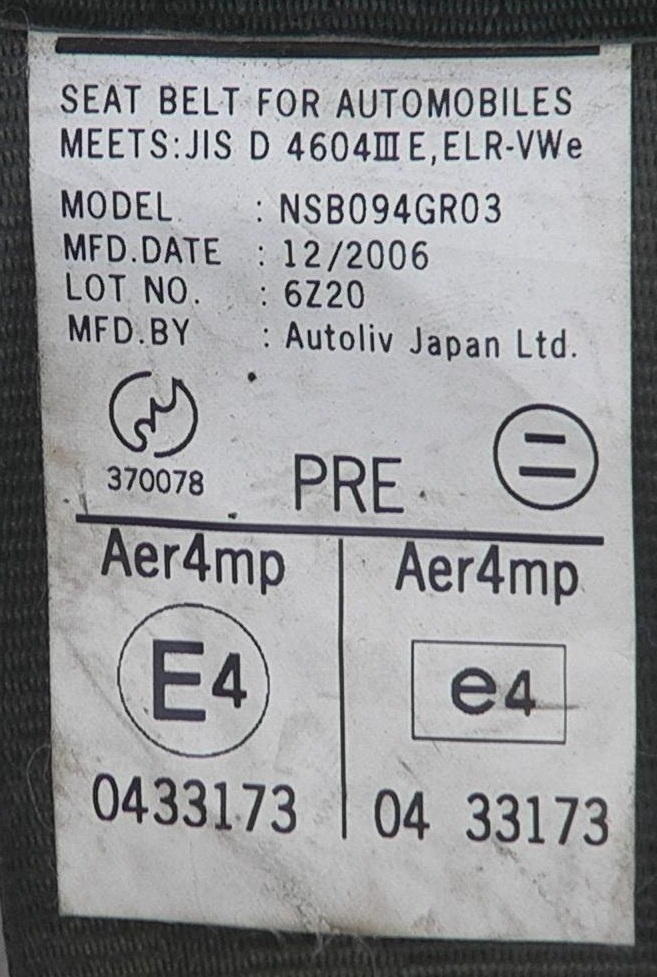 SEAT BELT FOR AUTOMOBILES
MEETS:JIS D 4604ⅢE,ELR-VWe
MODEL : NSB094GR03
MFD.DATE : 12/2006
LOT NO. : 6Z20
MFD.BY : Autoliv Japan Ltd.
370078
PRE
Aer4mp Aer4mp
E4 e4
0433173 04 33173